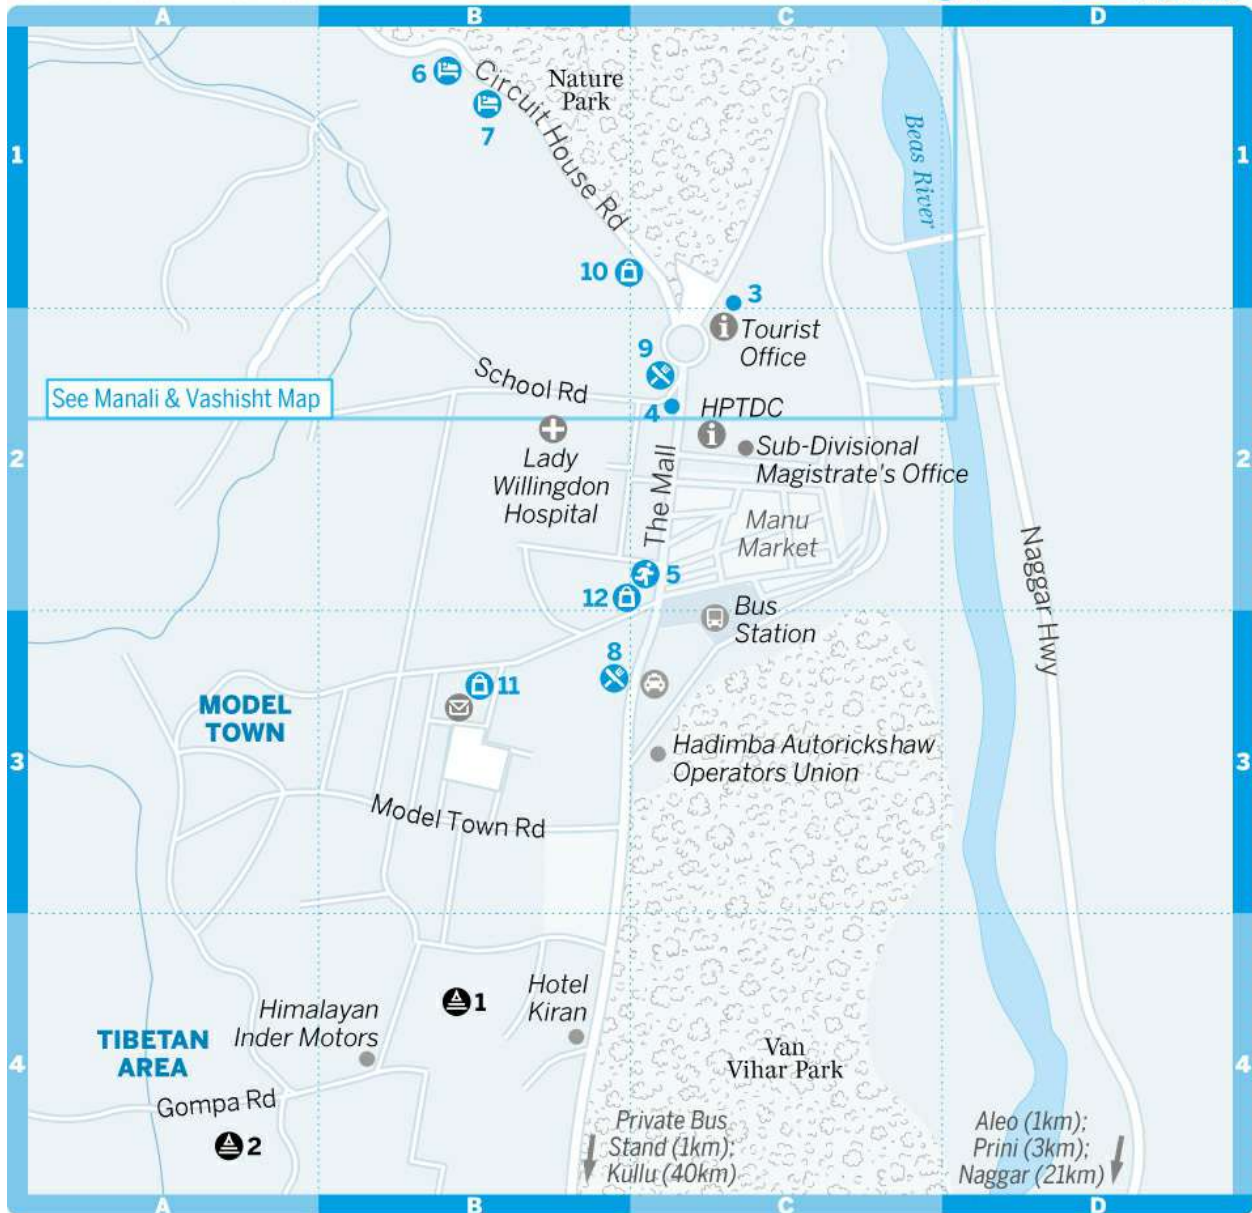 A
B
C
D
1
1
6
7
Circuit House Rd
Nature
Park
Beas River
10
3
Tourist
Office
9
School Rd
See Manali & Vashisht Map
4
HPTDC
2
2
Lady
Willingdon
Hospital
Sub-Divisional
Magistrate's Office
The Mall
Manu
Market
Naggar Hwy
5
12
Bus
Station
8
11
MODEL
TOWN
3
3
Hadimba Autorickshaw
Operators Union
Model Town Rd
1
Hotel
Kiran
Himalayan
Inder Motors
TIBETAN
AREA
4
4
Van
Vihar Park
Gompa Rd
2
Private Bus
Stand (1km);
Kullu (40km)
Aleo (1km);
Prini (3km);
Naggar (21km)
A
B
C
D